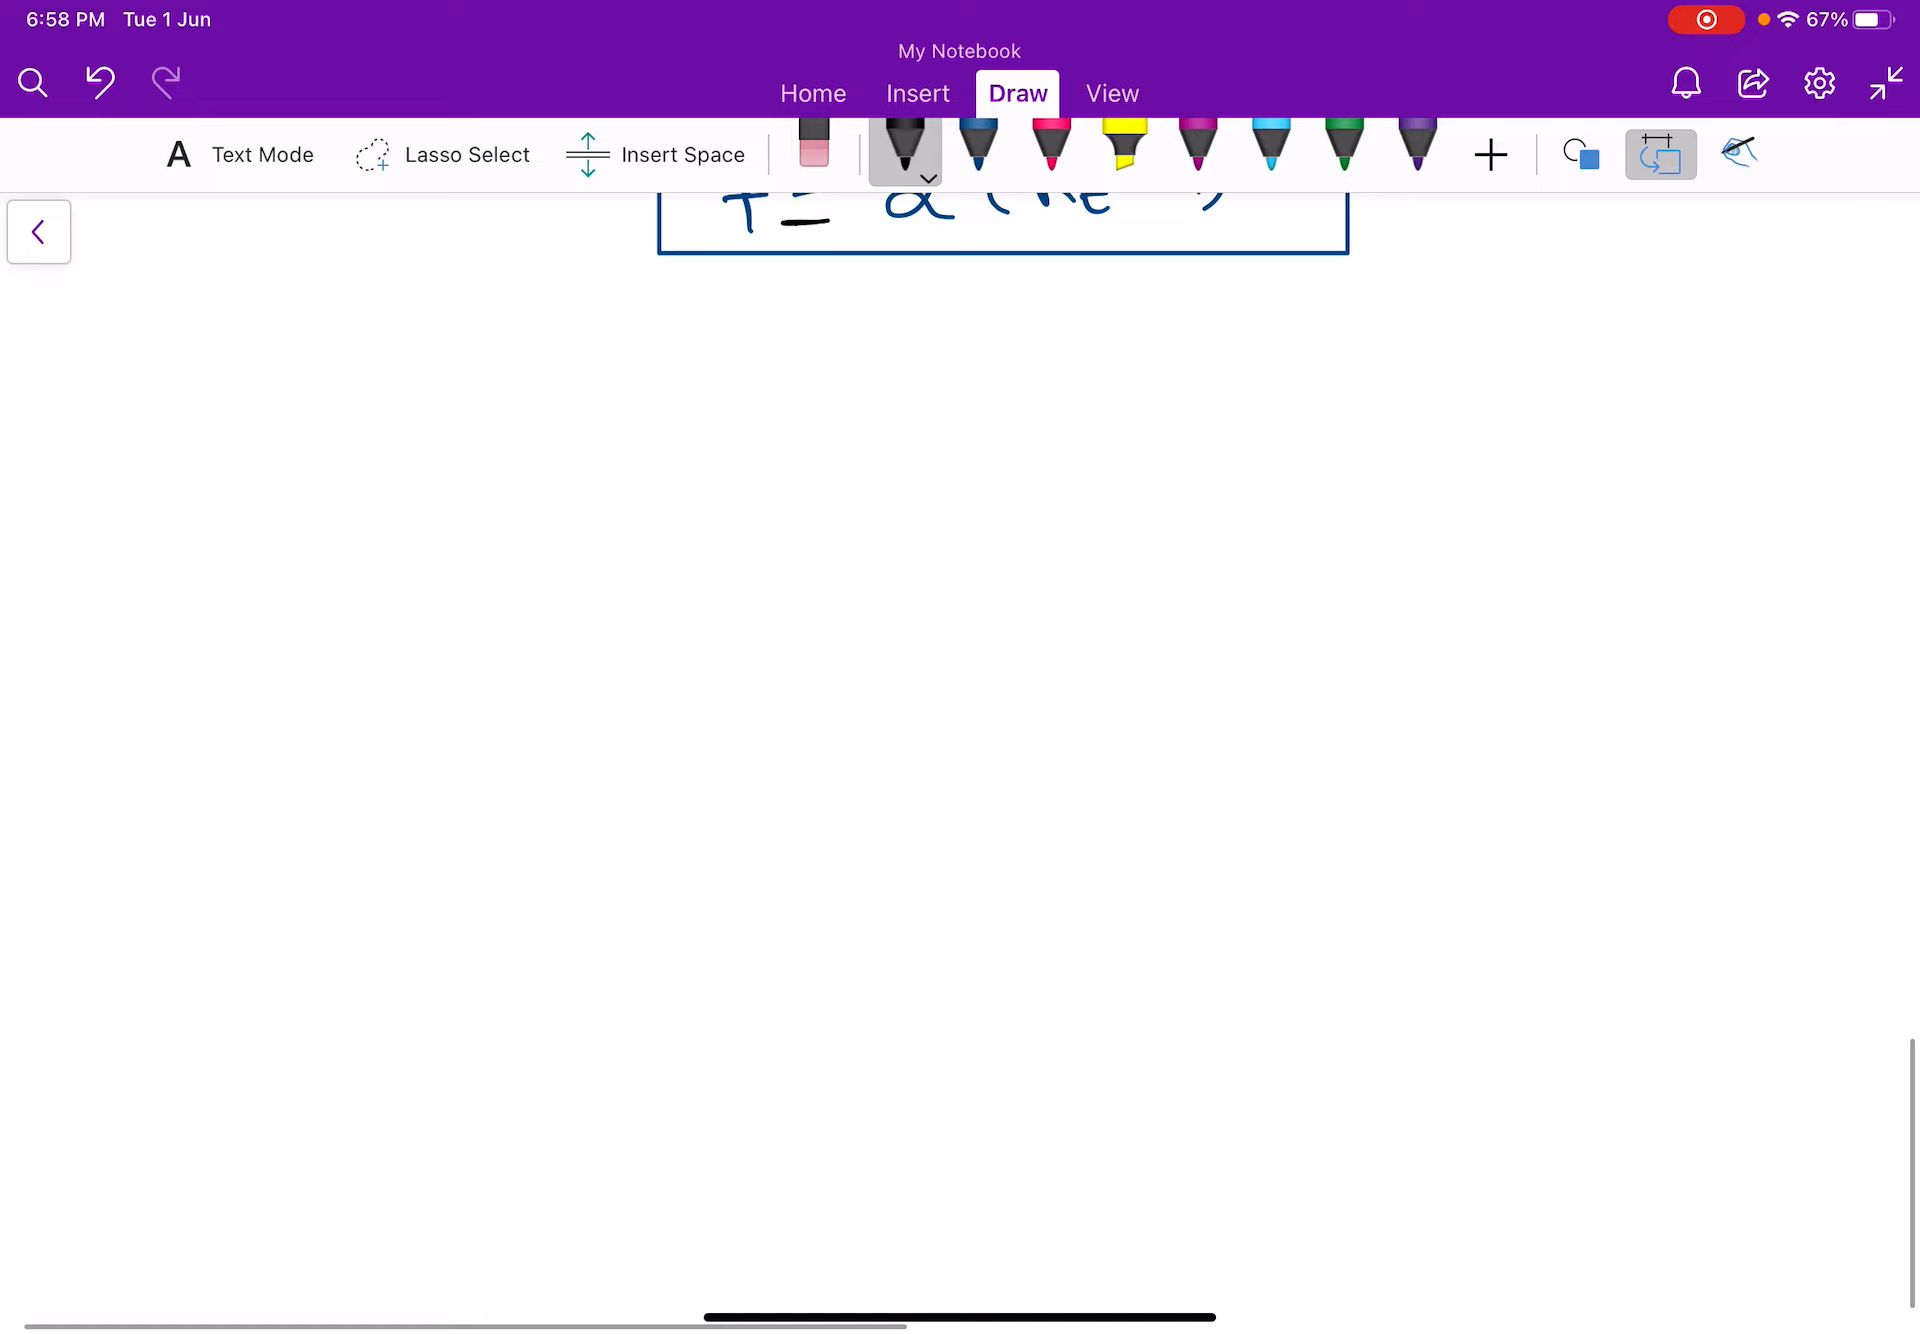 6:58 PM Tue 1 Jun
67%
My Notebook
Home Insert Draw View
A Text Mode Lasso Select Insert Space